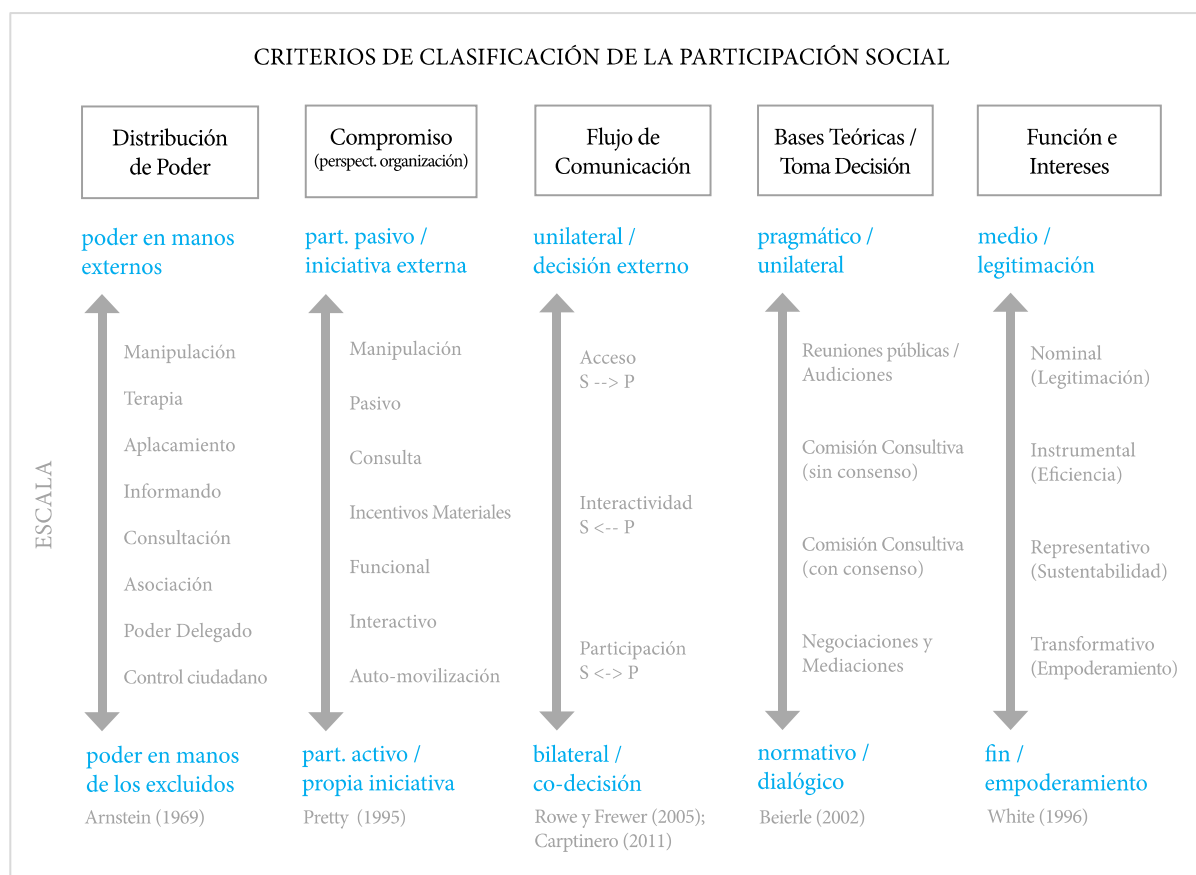 CRITERIOS DE CLASIFICACIÓN DE LA PARTICIPACIÓN SOCIAL
Distribución
de Poder
Compromiso
(perspect. organización)
Flujo de
Comunicación
Bases Teóricas /
Toma Decisión
Función e
Intereses
poder en manos
externos
part. pasivo /
iniciativa externa
unilateral /
decisión externo
pragmático /
unilateral
medio /
legitimación
ESCALA
Manipulación
Terapia
Aplacamiento
Informando
Consultación
Asociación
Poder Delegado
Control ciudadano
Manipulación
Pasivo
Consulta
Incentivos Materiales
Funcional
Interactivo
Auto-movilización
Acceso
S --> P
Interactividad
S <-- P
Participación
S <-> P
Reuniones públicas /
Audiciones
Comisión Consultiva
(sin consenso)
Comisión Consultiva
(con consenso)
Negociaciones y
Mediaciones
Nominal
(Legitimación)
Instrumental
(Eficiencia)
Representativo
(Sustentabilidad)
Transformativo
(Empoderamiento)
poder en manos
de los excluidos
Arnstein (1969)
part. activo /
propia iniciativa
Pretty (1995)
bilateral /
co-decisión
Rowe y Frewer (2005);
Carptinero (2011)
normativo /
dialógico
Beierle (2002)
fin /
empoderamiento
White (1996)